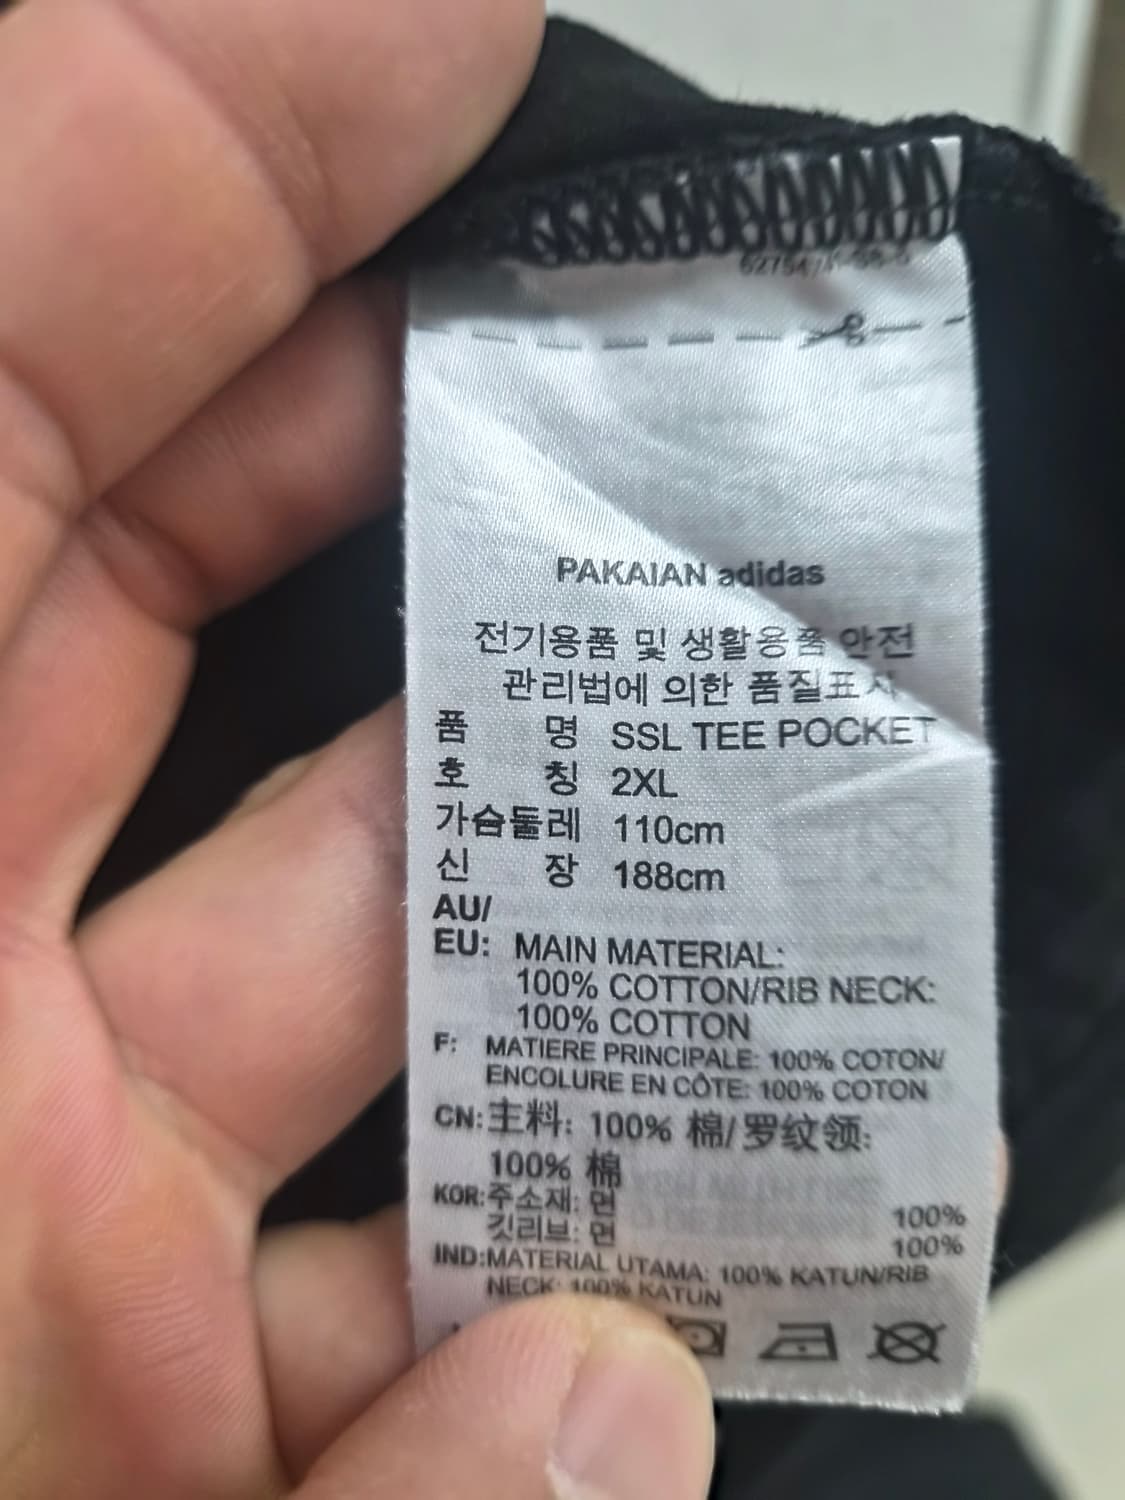 PAKAIAN adidas
전기용품 및 생활용품 안전
관리법에 의한 품질표시
품 명 SSL TEE POCKET
호 칭 2XL
가슴둘레 110cm
신 장 188cm
AU/
EU: MAIN MATERIAL:
100% COTTON/RIB NECK:
100% COTTON
F: MATIERE PRINCIPALE: 100% COTON/
ENCOLURE EN CÔTE: 100% COTON
CN: 主料: 100% 棉/罗纹领:
100% 棉
KOR: 주소재: 면 100%
깃리브: 면 100%
IND: MATERIAL UTAMA: 100% KATUN/RIB
NECK: 100% KATUN